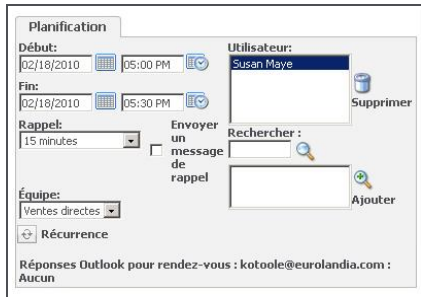 Planification
Début:
02/18/2010 05:00 PM
Fin:
02/18/2010 05:30 PM
Rappel:
15 minutes
Envoyer
un
message
de
rappel
Équipe:
Ventes directes
Récurrence
Utilisateur:
Susan Maye
Supprimer
Rechercher :
Ajouter
Réponses Outlook pour rendez-vous : kotoole@eurolandia.com :
Aucun